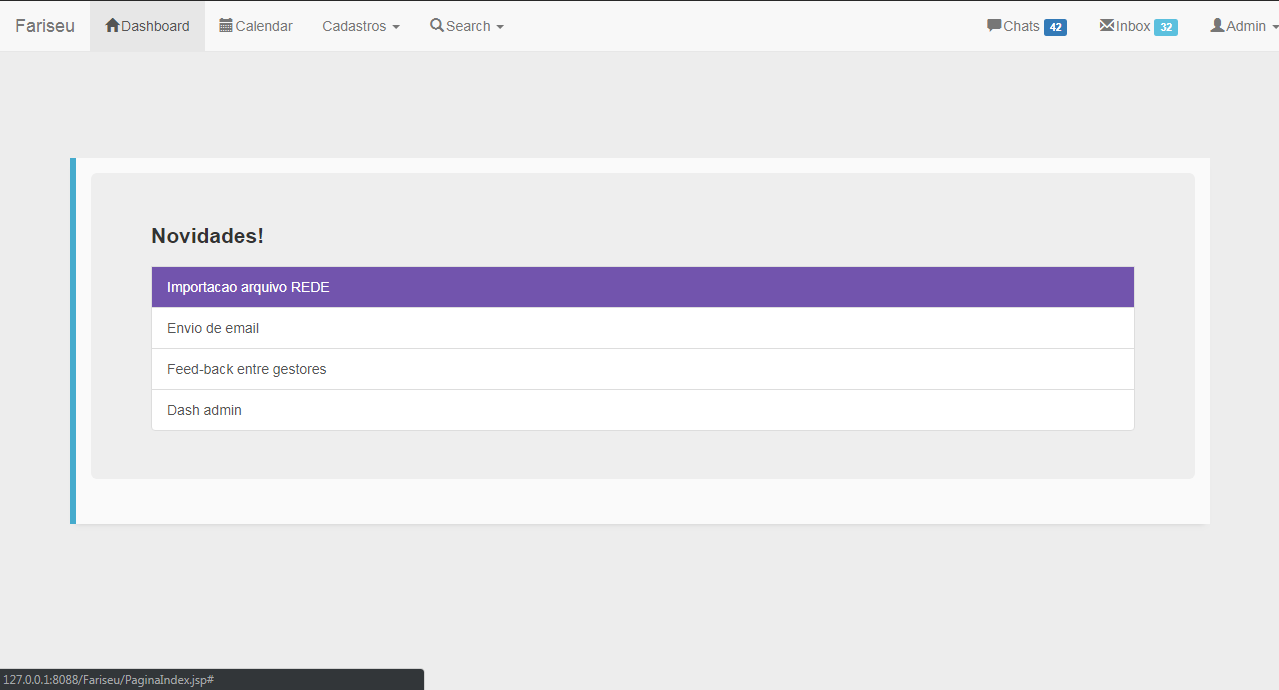 Fariseu Dashboard Calendar Cadastros Search Chats 42 Inbox 32 Admin
Novidades!
Importacao arquivo REDE
Envio de email
Feed-back entre gestores
Dash admin
127.0.0.1:8088/Fariseu/PaginaIndex.jsp#